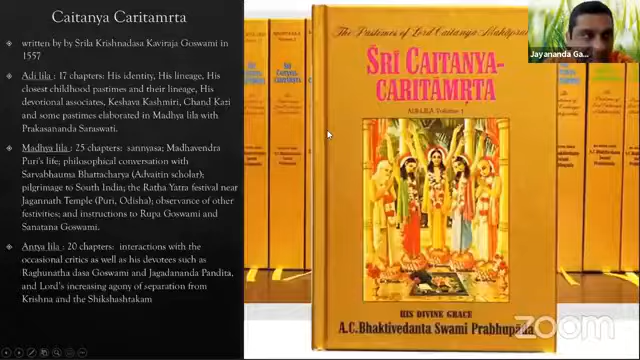 Caitanya Caritamrta
written by by Srila Krishnadasa Kaviraja Goswami in
1557
Adi lila : 17 chapters: His identity, His lineage, His
closest childhood pastimes and their lineage, His
devotional associates, Keshava Kashmiri, Chand Kazi
and some pastimes elaborated in Madhya lila with
Prakasananda Saraswati.
Madhya lila : 25 chapters: sannyasa; Madhavendra
Puri's life; philosophical conversation with
Sarvabhauma Bhattacharya (Advaitin scholar);
pilgrimage to South India; the Ratha Yatra festival near
Jagannath Temple (Puri, Odisha); observance of other
festivities; and instructions to Rupa Goswami and
Sanatana Goswami.
Antya lila : 20 chapters: interactions with the
occasional critics as well as his devotees such as
Raghunatha dasa Goswami and Jagadananda Pandita,
and Lord's increasing agony of separation from
Krishna and the Shikshashtakam
The Pastimes of Lord Caitanya Mahāprabhu
ŚRĪ CAITANYA-
CARITĀMṚTA
ĀDI-LĪLĀ Volume 1
HIS DIVINE GRACE
A.C. Bhaktivedanta Swami Prabhupāda
Jayananda Ga...
zoom